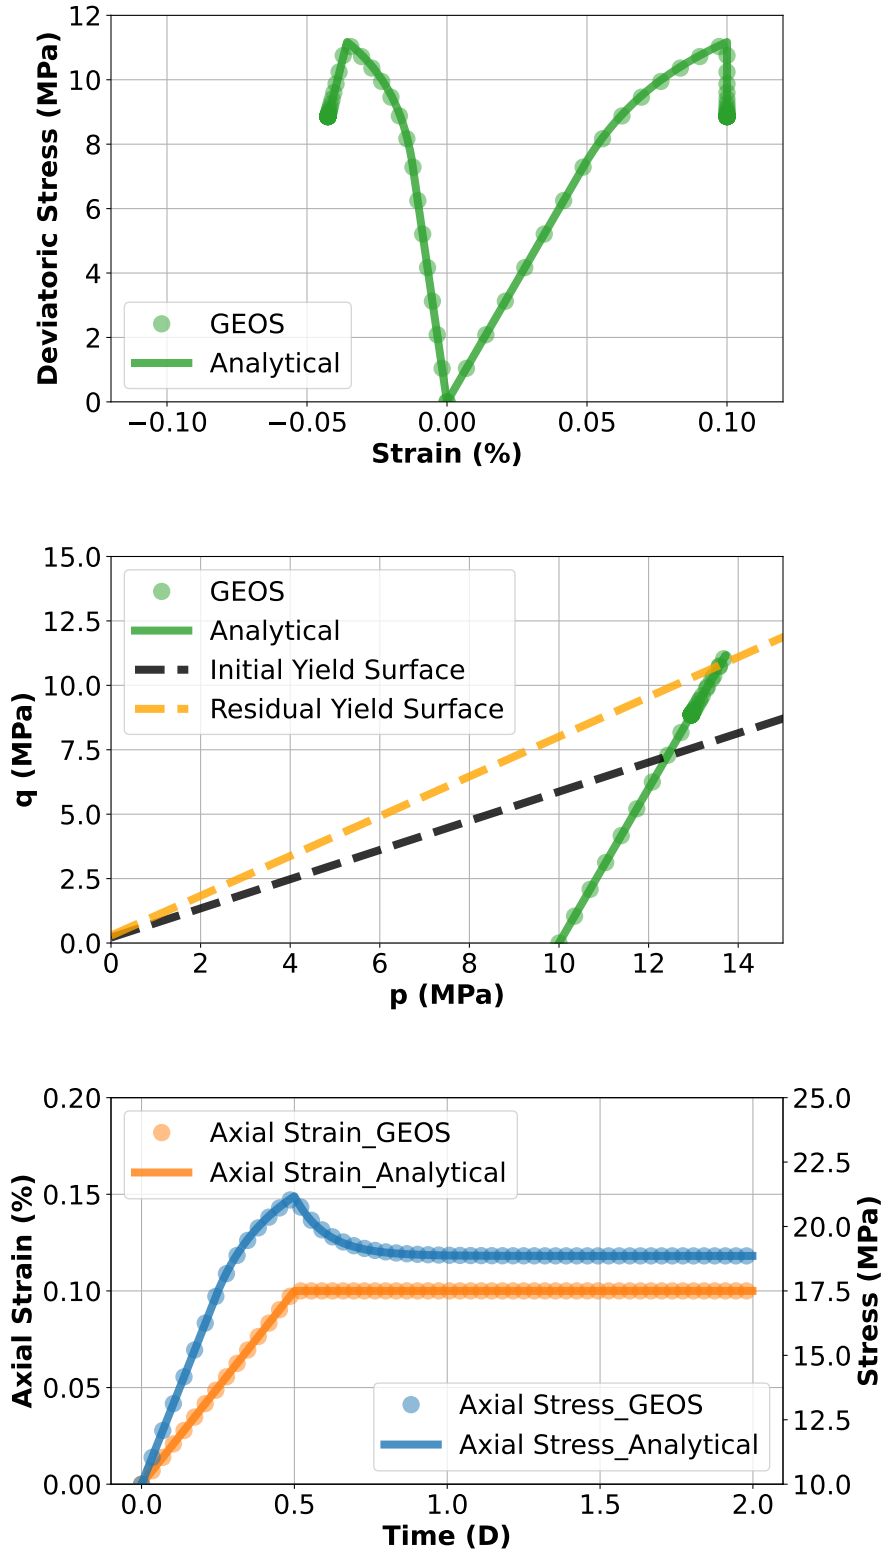 12
10
8
6
4
2
0
Deviatoric Stress (MPa)
GEOS
Analytical
−0.10
−0.05
0.00
0.05
0.10
Strain (%)
15.0
12.5
10.0
7.5
5.0
2.5
0.0
q (MPa)
GEOS
Analytical
Initial Yield Surface
Residual Yield Surface
0
2
4
6
8
10
12
14
p (MPa)
0.20
0.15
0.10
0.05
0.00
Axial Strain (%)
Axial Strain_GEOS
Axial Strain_Analytical
Axial Stress_GEOS
Axial Stress_Analytical
25.0
22.5
20.0
17.5
15.0
12.5
10.0
Stress (MPa)
0.0
0.5
1.0
1.5
2.0
Time (D)